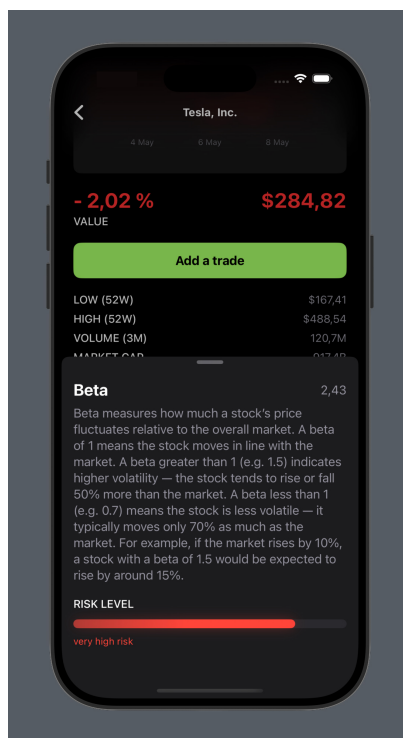 Tesla, Inc.
4 May 6 May 8 May
- 2,02 % $284,82
VALUE
Add a trade
LOW (52W) $167,41
HIGH (52W) $488,54
VOLUME (3M) 120,7M
MARKET CAP 917,4B
Beta 2,43
Beta measures how much a stock's price
fluctuates relative to the overall market. A beta
of 1 means the stock moves in line with the
market. A beta greater than 1 (e.g. 1.5) indicates
higher volatility — the stock tends to rise or fall
50% more than the market. A beta less than 1
(e.g. 0.7) means the stock is less volatile — it
typically moves only 70% as much as the
market. For example, if the market rises by 10%,
a stock with a beta of 1.5 would be expected to
rise by around 15%.
RISK LEVEL
very high risk